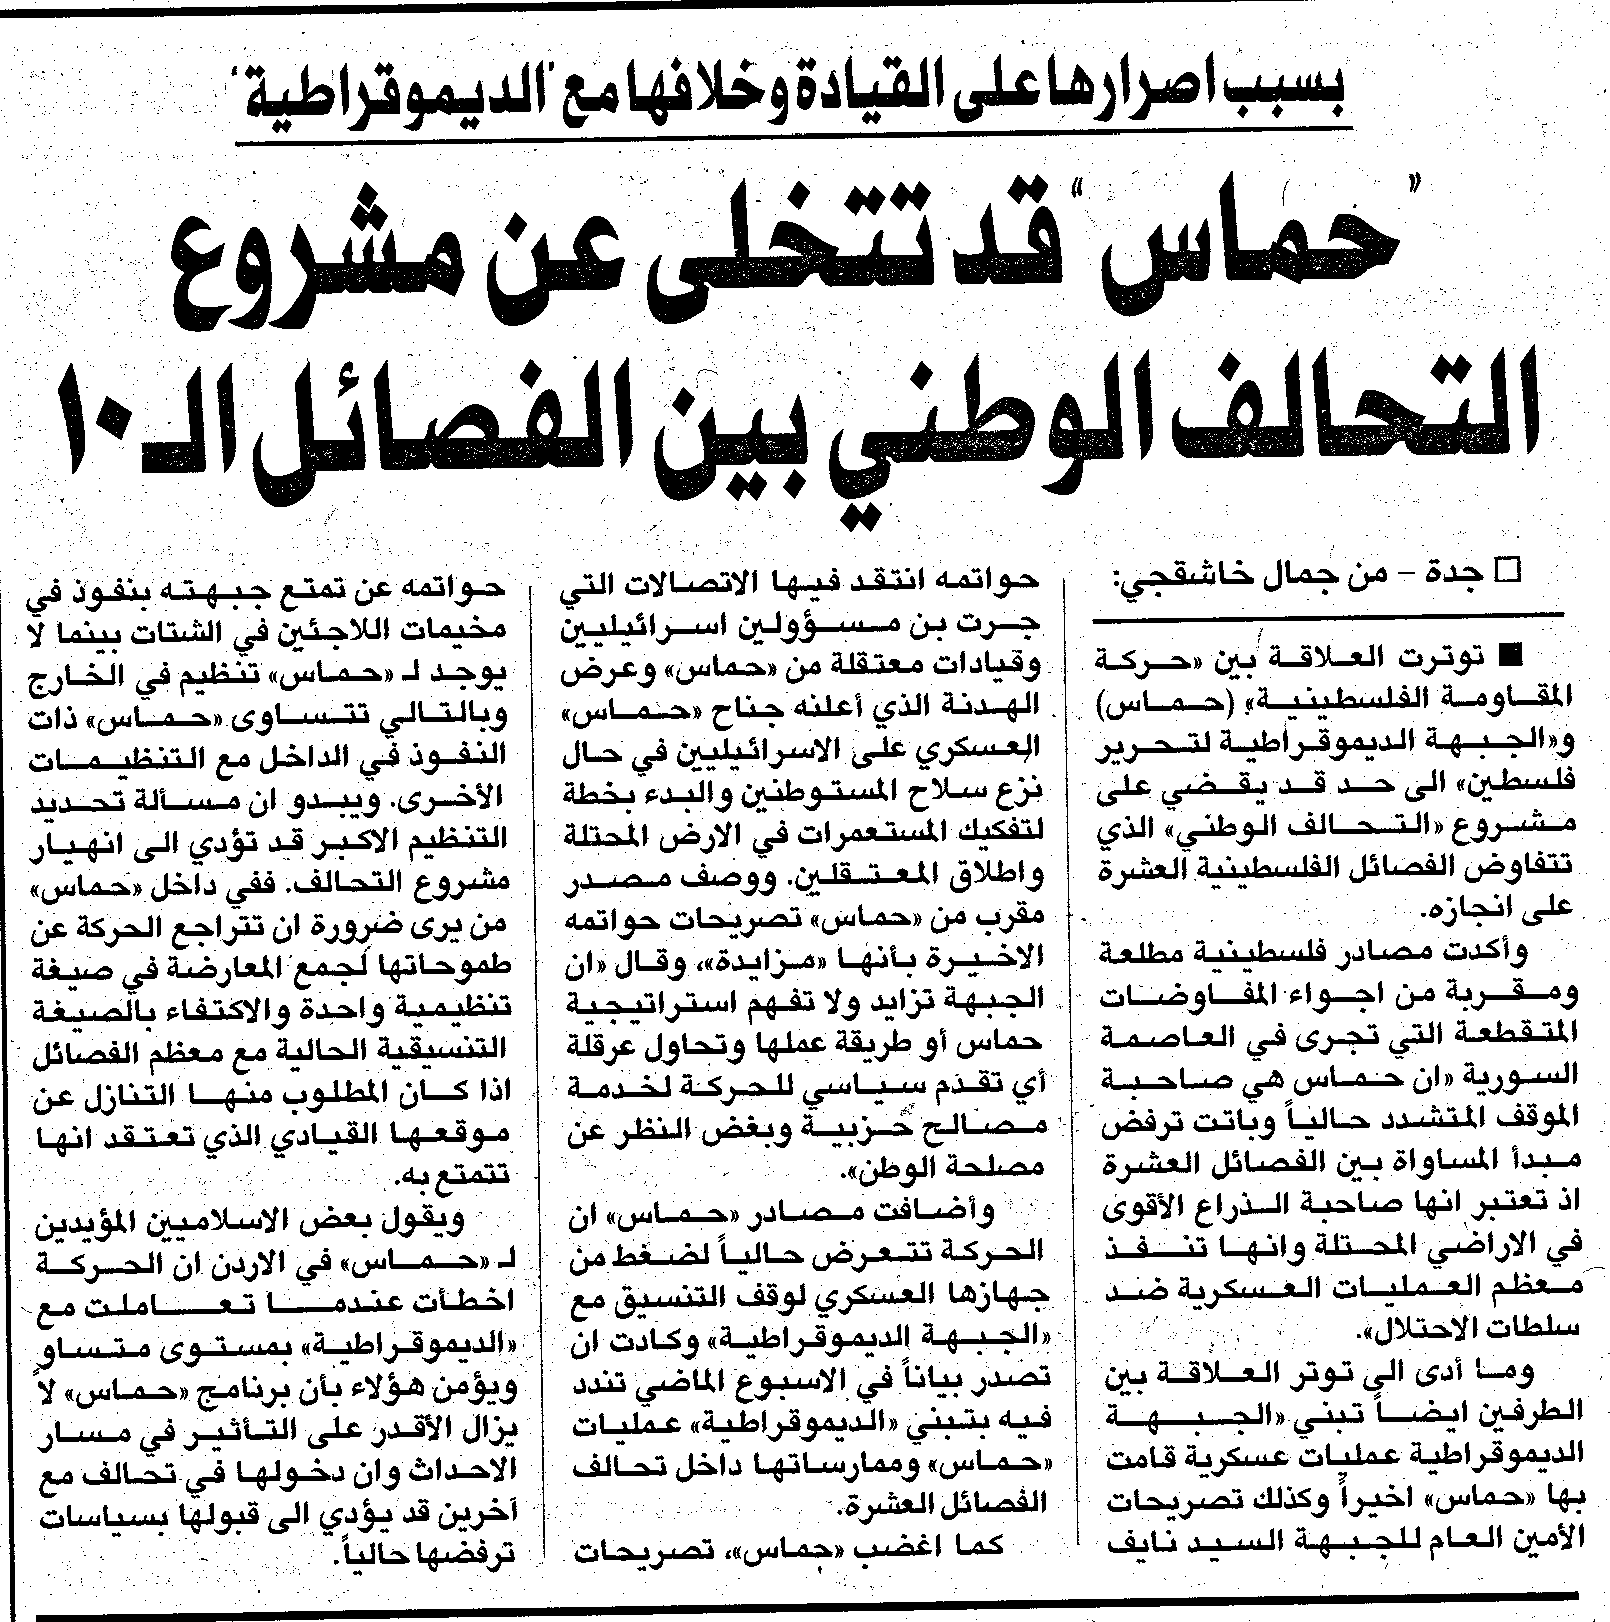 بسبب اصرارها على القيادة وخلافها مع "الديموقراطية"
"حماس" قد تتخلى عن مشروع
التحالف الوطني بين الفصائل الـ ١٠
□ جدة – من جمال خاشقجي:
■ توترت العلاقة بين «حركة
المقاومة الفلسطينية» (حماس)
و«الجبهة الديموقراطية لتحرير
فلسطين» الى حد قد يقضي على
مشروع «التحالف الوطني» الذي
تتفاوض الفصائل الفلسطينية العشرة
على انجازه.
وأكدت مصادر فلسطينية مطلعة
ومقربة من اجواء المفاوضات
المتقطعة التي تجرى في العاصمة
السورية «ان حماس هي صاحبة
الموقف المتشدد حالياً وباتت ترفض
مبدأ المساواة بين الفصائل العشرة
اذ تعتبر انها صاحبة الذراع الأقوى
في الاراضي المحتلة وانها تنفذ
معظم العمليات العسكرية ضد
سلطات الاحتلال».
وما أدى الى توتر العلاقة بين
الطرفين ايضاً تبني «الجبهة
الديموقراطية عمليات عسكرية قامت
بها «حماس» اخيراً وكذلك تصريحات
الأمين العام للجبهة السيد نايف
حواتمه انتقد فيها الاتصالات التي
جرت بن مسؤولين اسرائيليين
وقيادات معتقلة من «حماس» وعرض
الهدنة الذي أعلنه جناح «حماس»
العسكري على الاسرائيليين في حال
نزع سلاح المستوطنين والبدء بخطة
لتفكيك المستعمرات في الارض المحتلة
واطلاق المعتقلين. ووصف مصدر
مقرب من «حماس» تصريحات حواتمه
الاخيرة بأنها «مزايدة»، وقال «ان
الجبهة تزايد ولا تفهم استراتيجية
حماس أو طريقة عملها وتحاول عرقلة
أي تقدم سياسي للحركة لخدمة
مصالح حزبية وبغض النظر عن
مصلحة الوطن».
وأضافت مصادر «حماس» ان
الحركة تتعرض حالياً لضغط من
جهازها العسكري لوقف التنسيق مع
«الجبهة الديموقراطية» وكادت ان
تصدر بياناً في الاسبوع الماضي تندد
فيه بتبني «الديموقراطية» عمليات
«حماس» وممارساتها داخل تحالف
الفصائل العشرة.
كما اغضب «حماس»، تصريحات
حواتمه عن تمتع جبهته بنفوذ في
مخيمات اللاجئين في الشتات بينما لا
يوجد لـ «حماس» تنظيم في الخارج
وبالتالي تتساوى «حماس» ذات
النفوذ في الداخل مع التنظيمات
الأخرى. ويبدو ان مسألة تحديد
التنظيم الاكبر قد تؤدي الى انهيار
مشروع التحالف. ففي داخل «حماس»
من يرى ضرورة ان تتراجع الحركة عن
طموحاتها لجمع المعارضة في صيغة
تنظيمية واحدة والاكتفاء بالصيغة
التنسيقية الحالية مع معظم الفصائل
اذا كان المطلوب منها التنازل عن
موقعها القيادي الذي تعتقد انها
تتمتع به.
ويقول بعض الاسلاميين المؤيدين
لـ «حماس» في الاردن ان الحركة
اخطأت عندما تعاملت مع
«الديموقراطية» بمستوى متساو
ويؤمن هؤلاء بأن برنامج «حماس» لا
يزال الأقدر على التأثير في مسار
الاحداث وان دخولها في تحالف مع
آخرين قد يؤدي الى قبولها بسياسات
ترفضها حالياً.